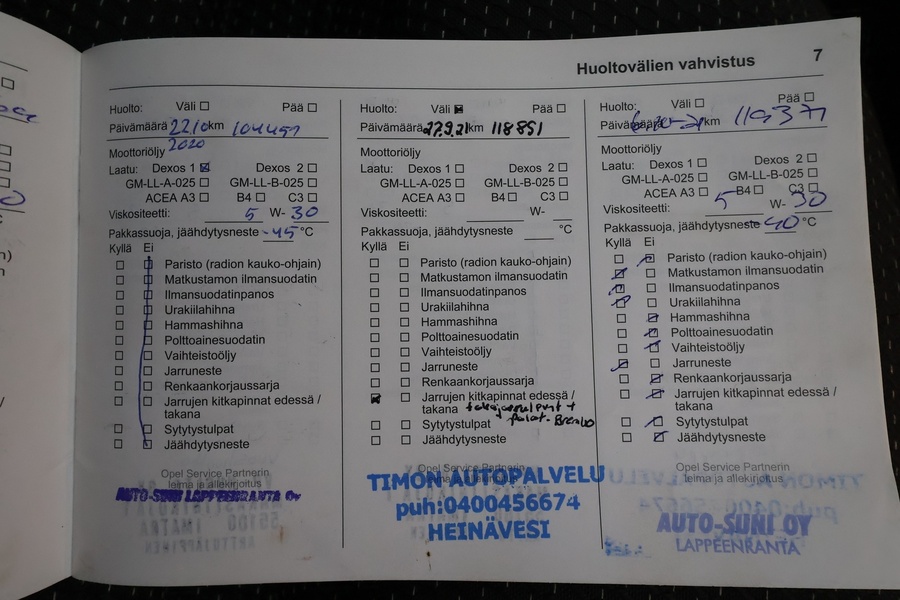 Huoltovälien vahvistus 7
Huolto: Väli Pää
Päivämäärä 22.10 km 104457
2020
Moottoriöljy
Laatu: Dexos 1 Dexos 2
GM-LL-A-025 GM-LL-B-025
ACEA A3 B4 C3
Viskositeetti: 5 W- 30
Pakkassuoja, jäähdytysneste -45 °C
Kyllä Ei
Paristo (radion kauko-ohjain)
Matkustamon ilmansuodatin
Ilmansuodatinpanos
Urakiilahihna
Hammashihna
Polttoainesuodatin
Vaihteistoöljy
Jarruneste
Renkaankorjaussarja
Jarrujen kitkapinnat edessä /
takana
Sytytystulpat
Jäähdytysneste
Opel Service Partnerin
leima ja allekirjoitus
AUTO-SUNI LAPPEENRANTA OY
Huolto: Väli Pää
Päivämäärä 27.9.21 km 118851
Moottoriöljy
Laatu: Dexos 1 Dexos 2
GM-LL-A-025 GM-LL-B-025
ACEA A3 B4 C3
Viskositeetti: W-
Pakkassuoja, jäähdytysneste °C
Kyllä Ei
Paristo (radion kauko-ohjain)
Matkustamon ilmansuodatin
Ilmansuodatinpanos
Urakiilahihna
Hammashihna
Polttoainesuodatin
Vaihteistoöljy
Jarruneste
Renkaankorjaussarja
Jarrujen kitkapinnat edessä /
takana
palat. Brembo
Sytytystulpat
Jäähdytysneste
Opel Service Partnerin
leima ja allekirjoitus
TIMON AUTOPALVELU
puh:0400456674
HEINÄVESI
Huolto: Väli Pää
Päivämäärä 6.10-21 km 119377
Moottoriöljy
Laatu: Dexos 1 Dexos 2
GM-LL-A-025 GM-LL-B-025
ACEA A3 B4 C3
Viskositeetti: 5 W- 30
Pakkassuoja, jäähdytysneste -40 °C
Kyllä Ei
Paristo (radion kauko-ohjain)
Matkustamon ilmansuodatin
Ilmansuodatinpanos
Urakiilahihna
Hammashihna
Polttoainesuodatin
Vaihteistoöljy
Jarruneste
Renkaankorjaussarja
Jarrujen kitkapinnat edessä /
takana
Sytytystulpat
Jäähdytysneste
Opel Service Partnerin
leima ja allekirjoitus
AUTO-SUNI OY
LAPPEENRANTA